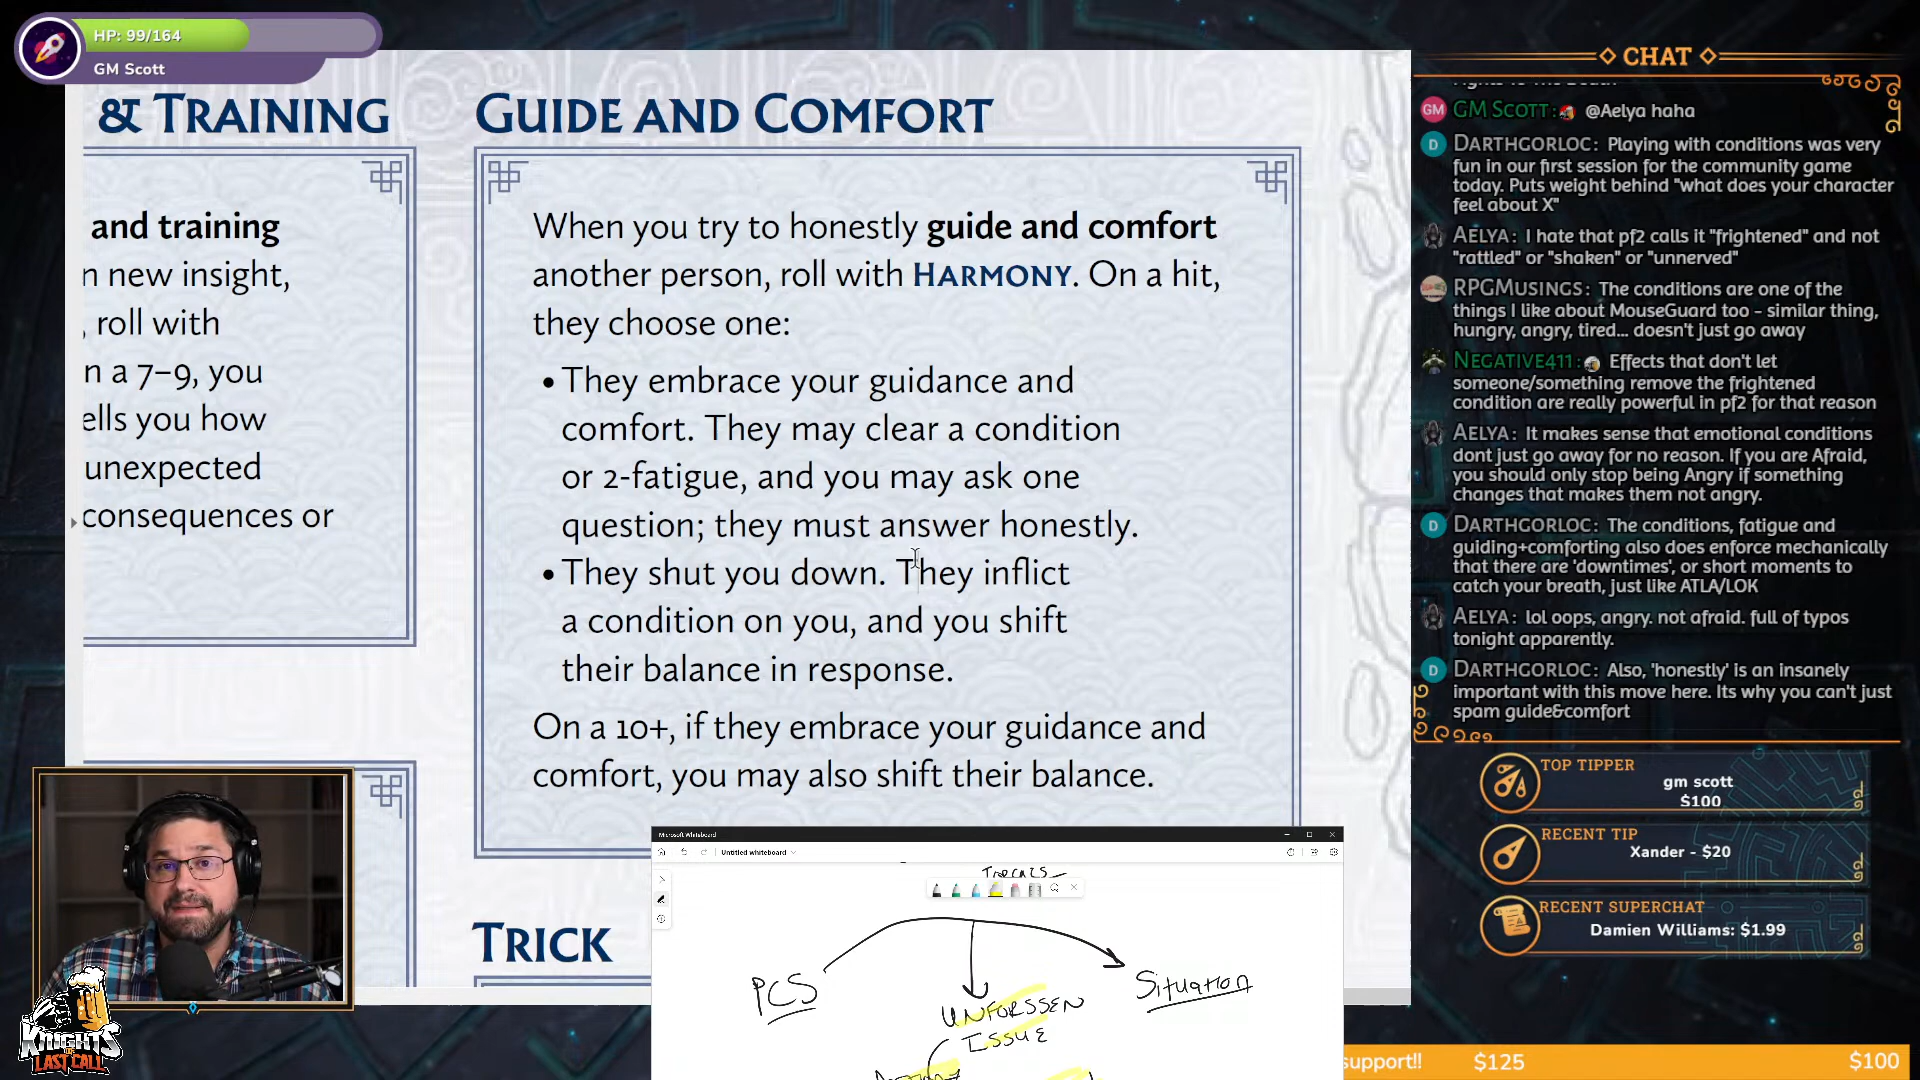 HP: 99/164
GM Scott
& TRAINING
and training
n new insight,
, roll with
n a 7–9, you
ells you how
unexpected
consequences or
GUIDE AND COMFORT
When you try to honestly guide and comfort
another person, roll with HARMONY. On a hit,
they choose one:
• They embrace your guidance and
comfort. They may clear a condition
or 2-fatigue, and you may ask one
question; they must answer honestly.
• They shut you down. They inflict
a condition on you, and you shift
their balance in response.
On a 10+, if they embrace your guidance and
comfort, you may also shift their balance.
TRICK
Microsoft Whiteboard
Untitled whiteboard
PCS
UNFORSSEN
ISSUE
Situation
KNIGHTS
LAST CALL
CHAT
GM SCOTT: @Aelya haha
DARTHGORLOC: Playing with conditions was very
fun in our first session for the community game
today. Puts weight behind "what does your character
feel about X"
AELYA: I hate that pf2 calls it "frightened" and not
"rattled" or "shaken" or "unnerved"
RPGMUSINGS: The conditions are one of the
things I like about MouseGuard too - similar thing,
hungry, angry, tired... doesn't just go away
NEGATIVE411: Effects that don't let
someone/something remove the frightened
condition are really powerful in pf2 for that reason
AELYA: It makes sense that emotional conditions
dont just go away for no reason. If you are Afraid,
you should only stop being Angry if something
changes that makes them not angry.
DARTHGORLOC: The conditions, fatigue and
guiding+comforting also does enforce mechanically
that there are 'downtimes', or short moments to
catch your breath, just like ATLA/LOK
AELYA: lol oops, angry. not afraid. full of typos
tonight apparently.
DARTHGORLOC: Also, 'honestly' is an insanely
important with this move here. Its why you can't just
spam guide&comfort
TOP TIPPER
gm scott
$100
RECENT TIP
Xander - $20
RECENT SUPERCHAT
Damien Williams: $1.99
support!! $125 $100